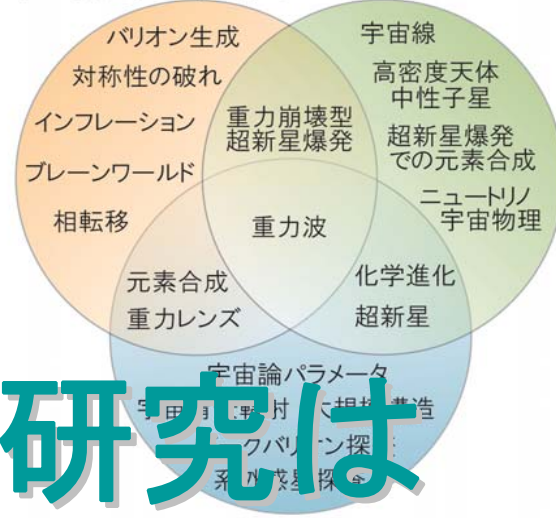 バリオン生成
対称性の破れ
インフレーション
ブレーンワールド
相転移
重力崩壊型
超新星爆発
宇宙線
高密度天体
中性子星
超新星爆発
での元素合成
ニュートリノ
宇宙物理
重力波
元素合成
重力レンズ
化学進化
超新星
宇宙論パラメータ
研究は